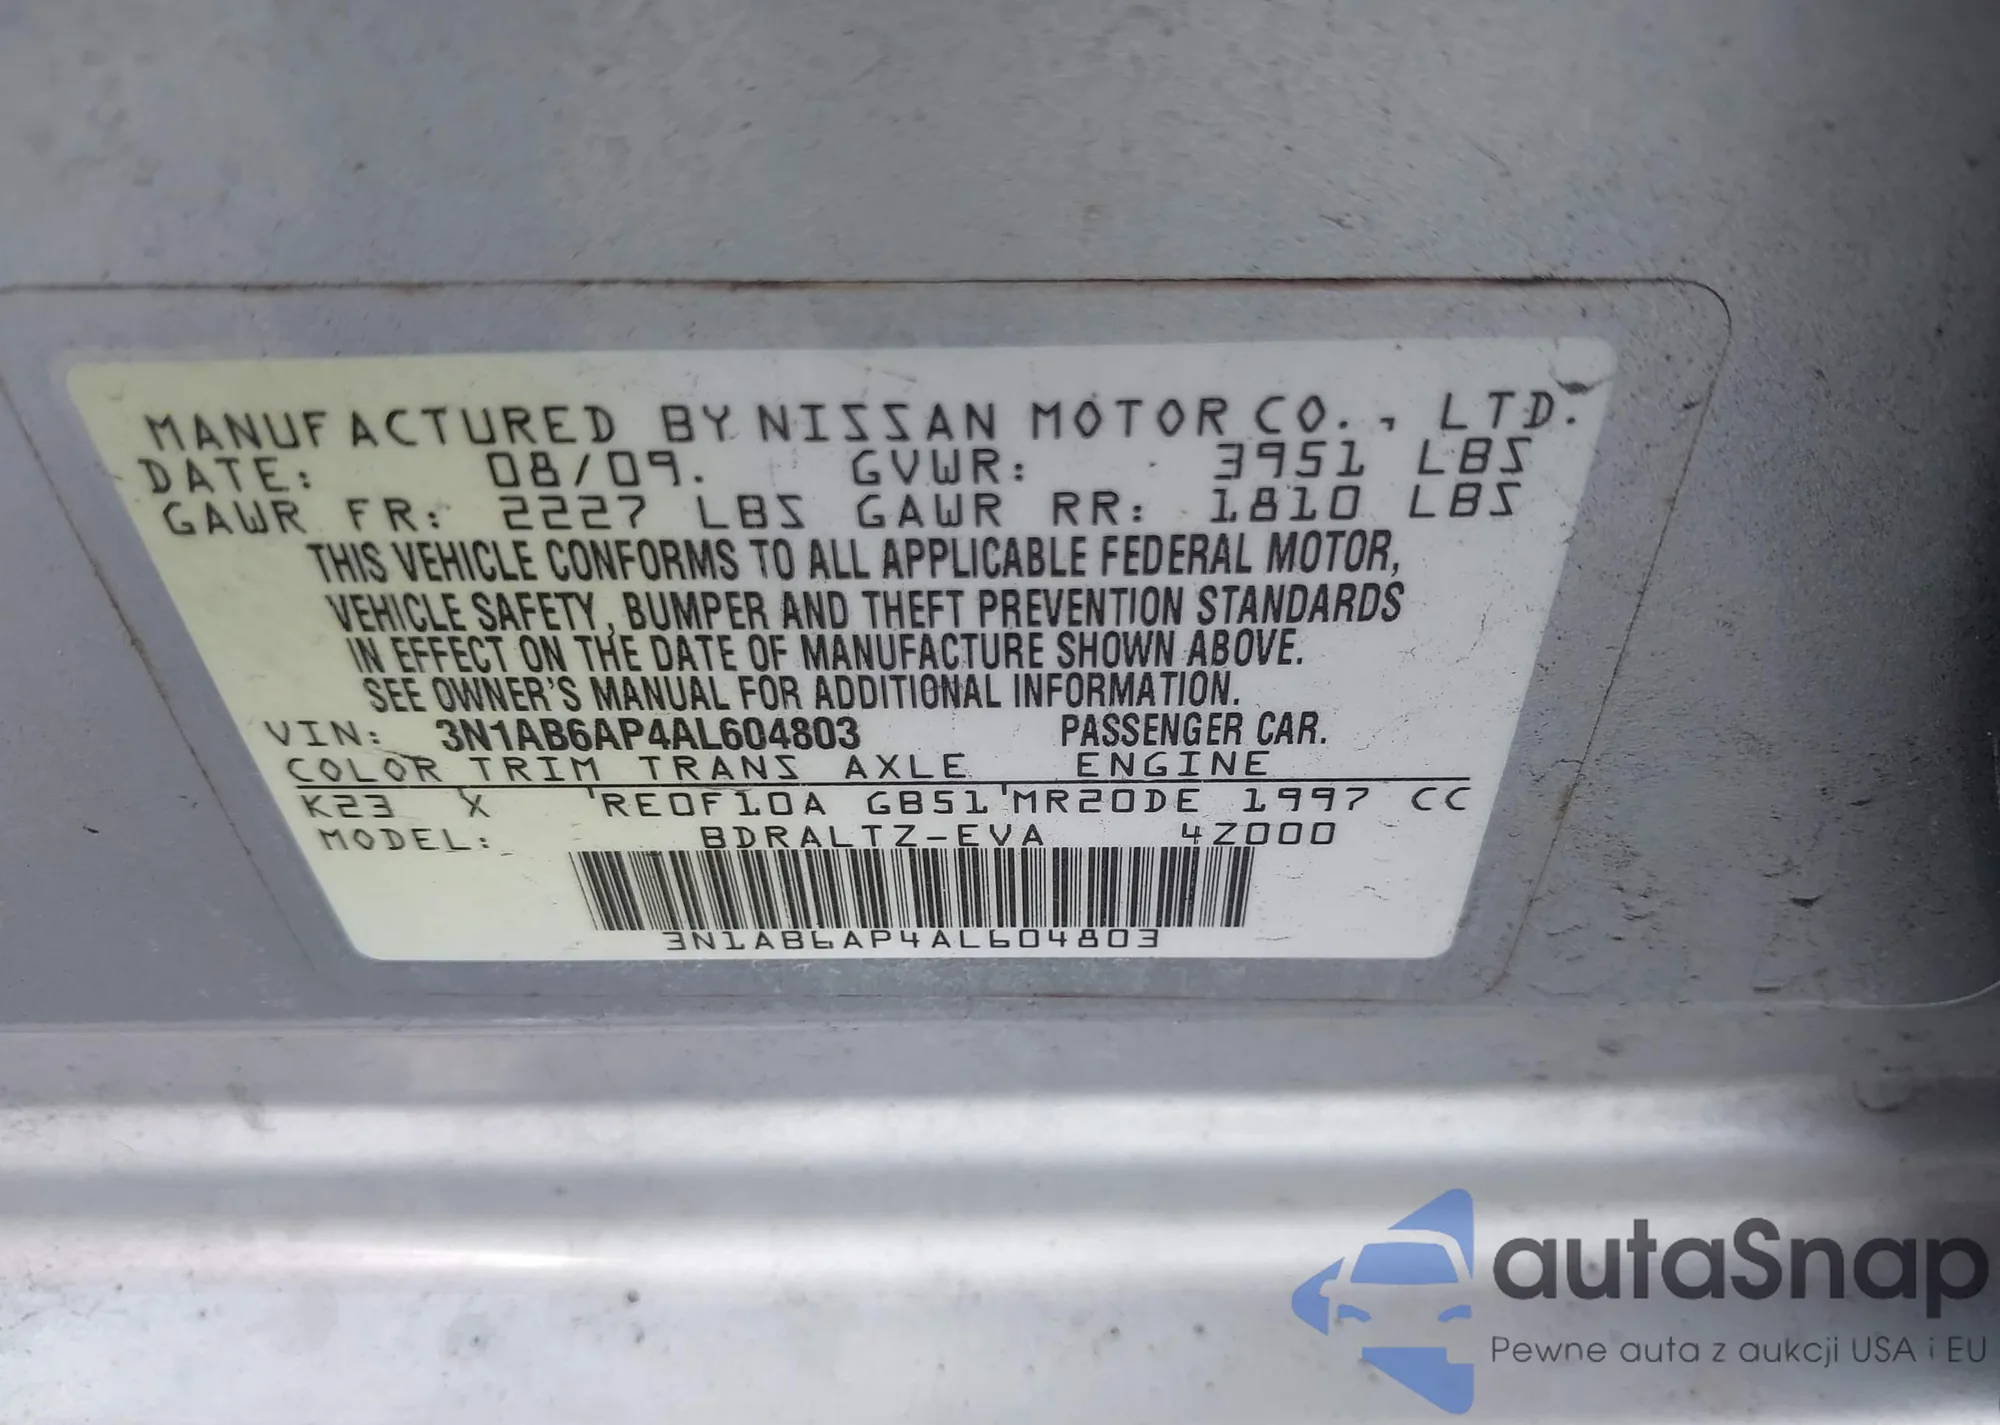 MANUFACTURED BY NISSAN MOTOR CO., LTD.
DATE: 08/09. GVWR: 3951 LBS
GAWR FR: 2227 LBS GAWR RR: 1810 LBS
THIS VEHICLE CONFORMS TO ALL APPLICABLE FEDERAL MOTOR,
VEHICLE SAFETY, BUMPER AND THEFT PREVENTION STANDARDS
IN EFFECT ON THE DATE OF MANUFACTURE SHOWN ABOVE.
SEE OWNER'S MANUAL FOR ADDITIONAL INFORMATION.
VIN: 3N1AB6AP4AL604803 PASSENGER CAR.
COLOR TRIM TRANS AXLE ENGINE
K23 X 'RE0F10A GB51'MR20DE 1997 CC
MODEL: BDRALTZ-EVA 4Z000
3N1AB6AP4AL604803
autaSnap
Pewne auta z aukcji USA i EU